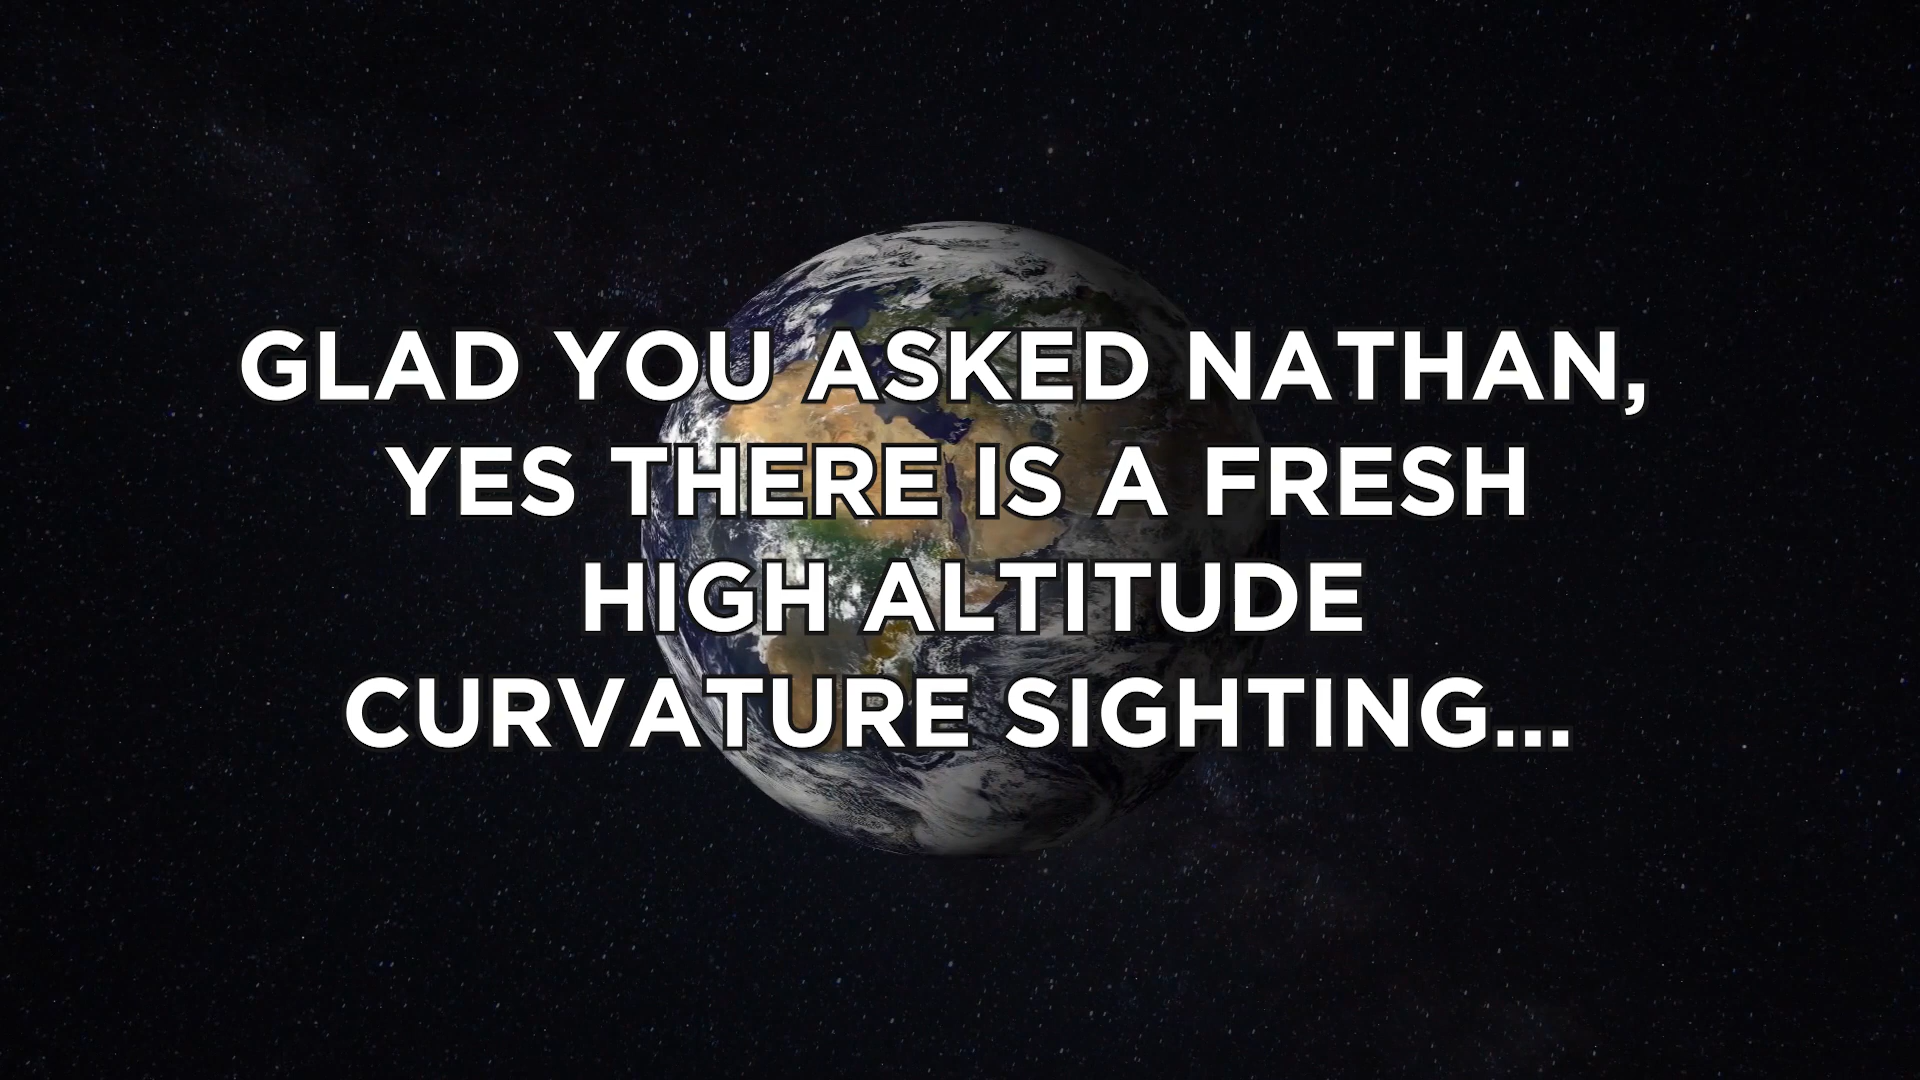 GLAD YOU ASKED NATHAN,
YES THERE IS A FRESH
HIGH ALTITUDE
CURVATURE SIGHTING...